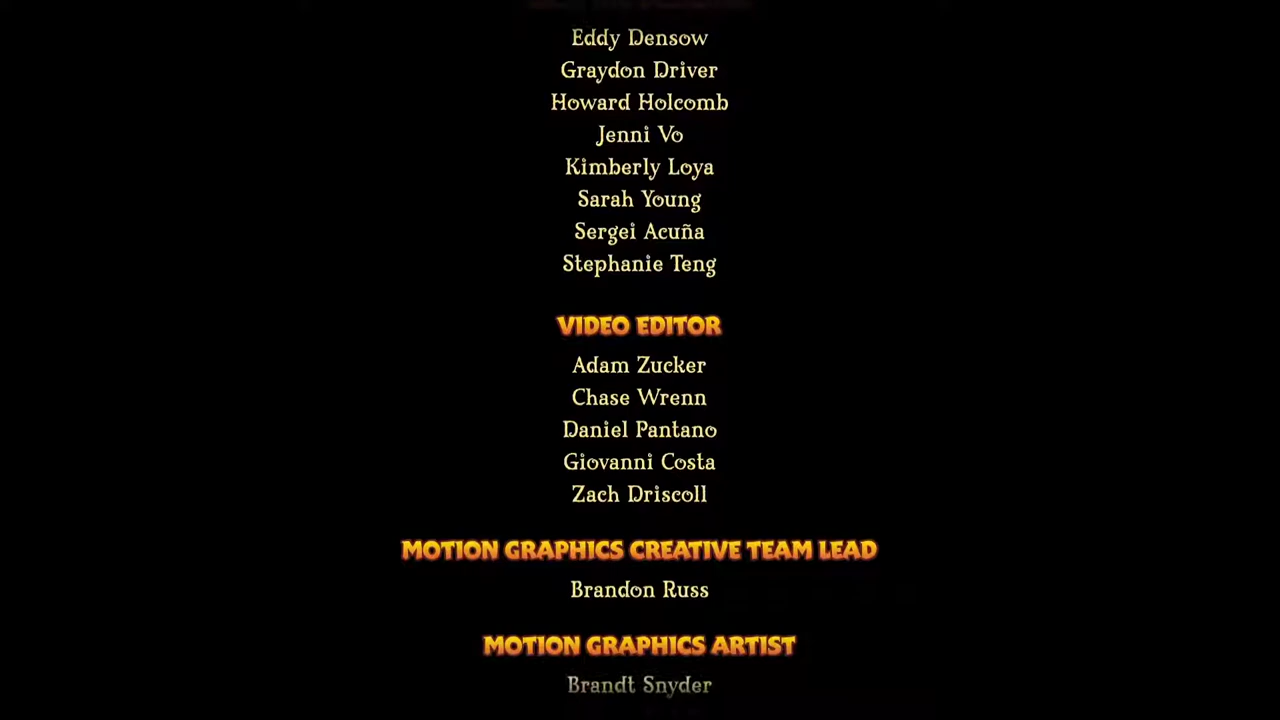 Eddy Densow
Graydon Driver
Howard Holcomb
Jenni Vo
Kimberly Loya
Sarah Young
Sergei Acuña
Stephanie Teng
VIDEO EDITOR
Adam Zucker
Chase Wrenn
Daniel Pantano
Giovanni Costa
Zach Driscoll
MOTION GRAPHICS CREATIVE TEAM LEAD
Brandon Russ
MOTION GRAPHICS ARTIST
Brandt Snyder